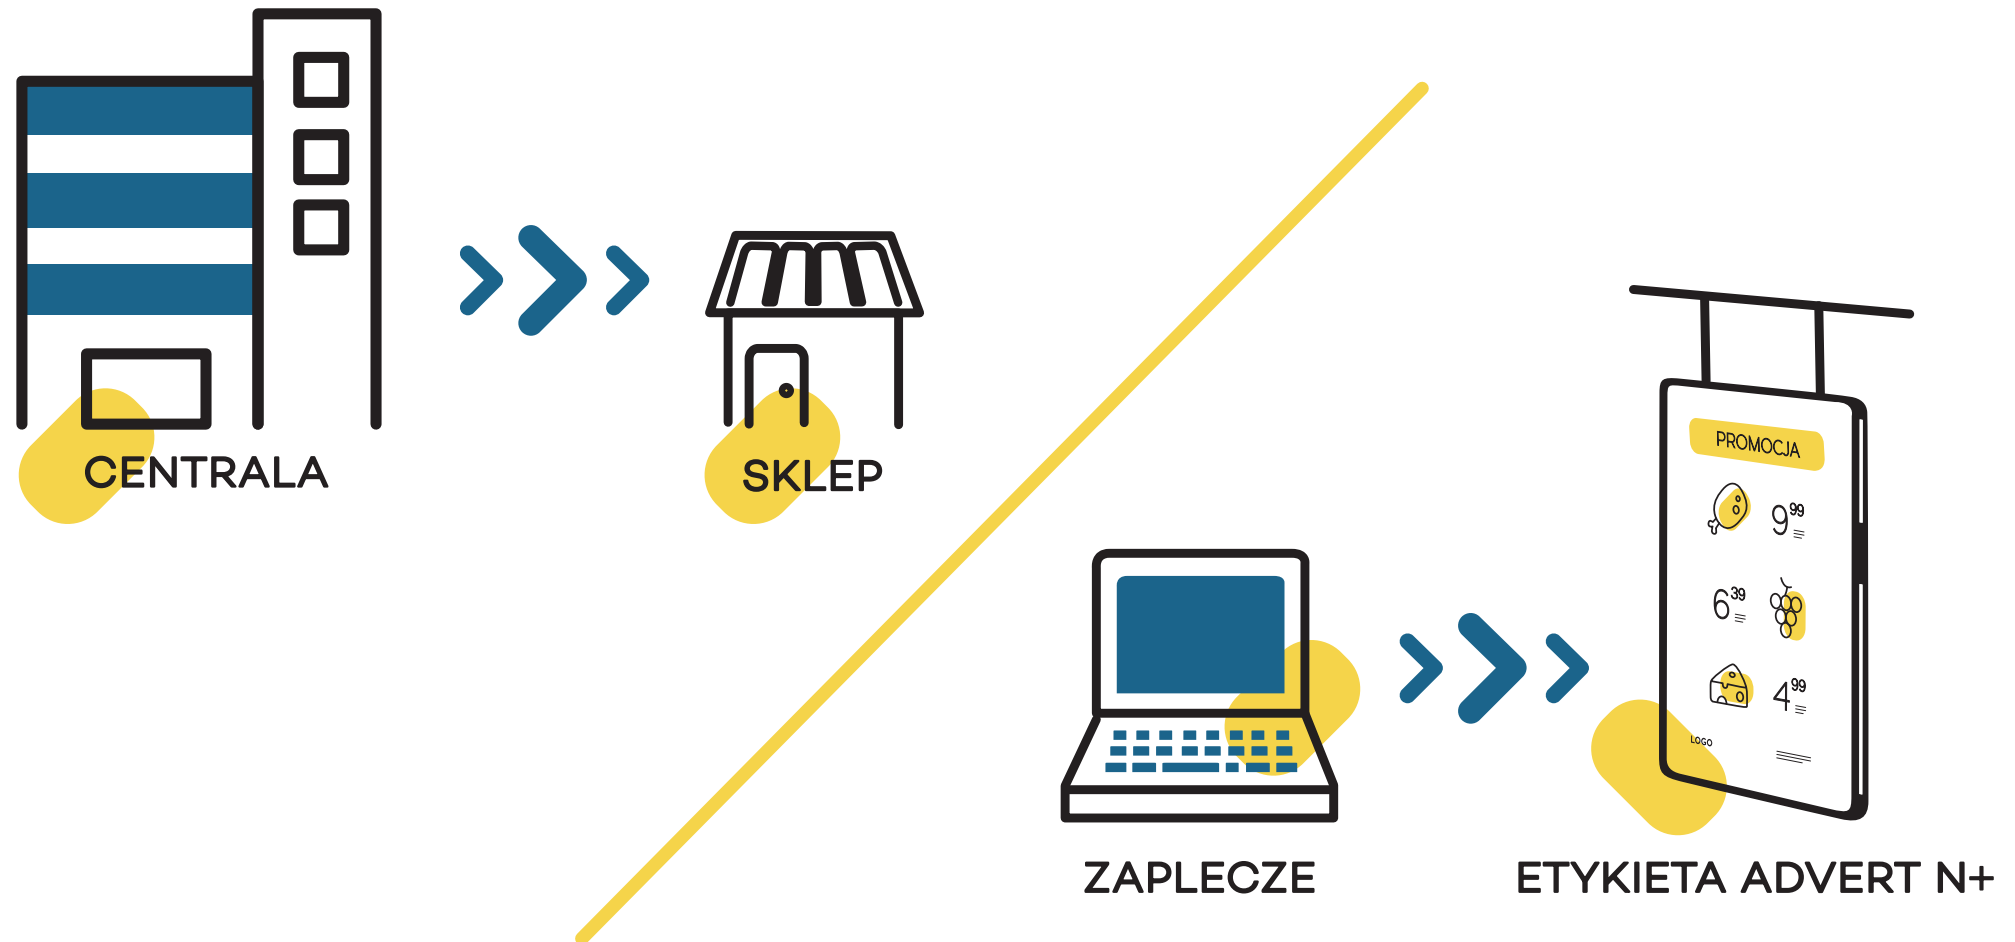 CENTRALA
SKLEP
PROMOCJA
9 99
6 39
4 99
LOGO
ZAPLECZE
ETYKIETA ADVERT N+